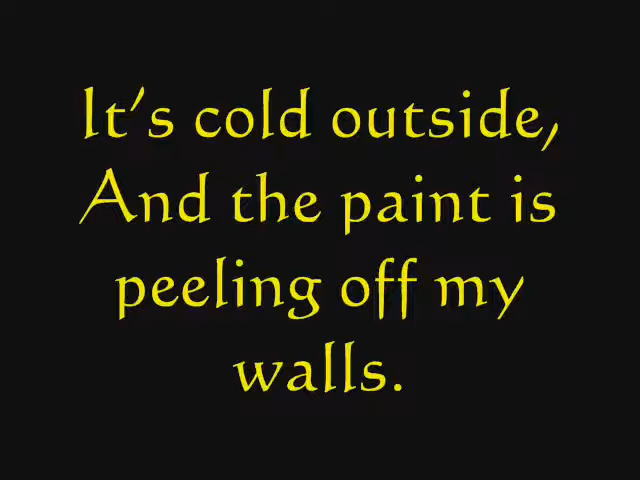 It's cold outside,
And the paint is
peeling off my
walls.